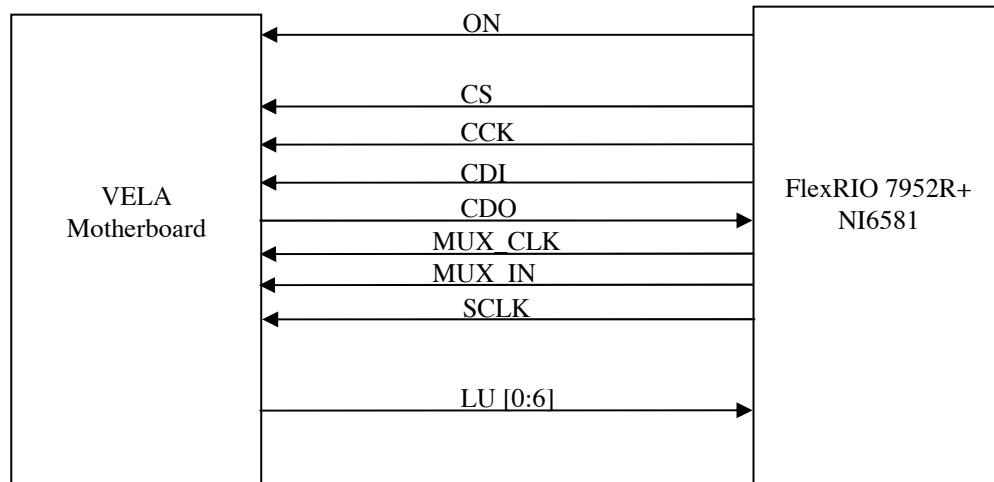 ON
CS
CCK
CDI
VELA
Motherboard
FlexRIO 7952R+
NI6581
CDO
MUX_CLK
MUX_IN
SCLK
LU [0:6]